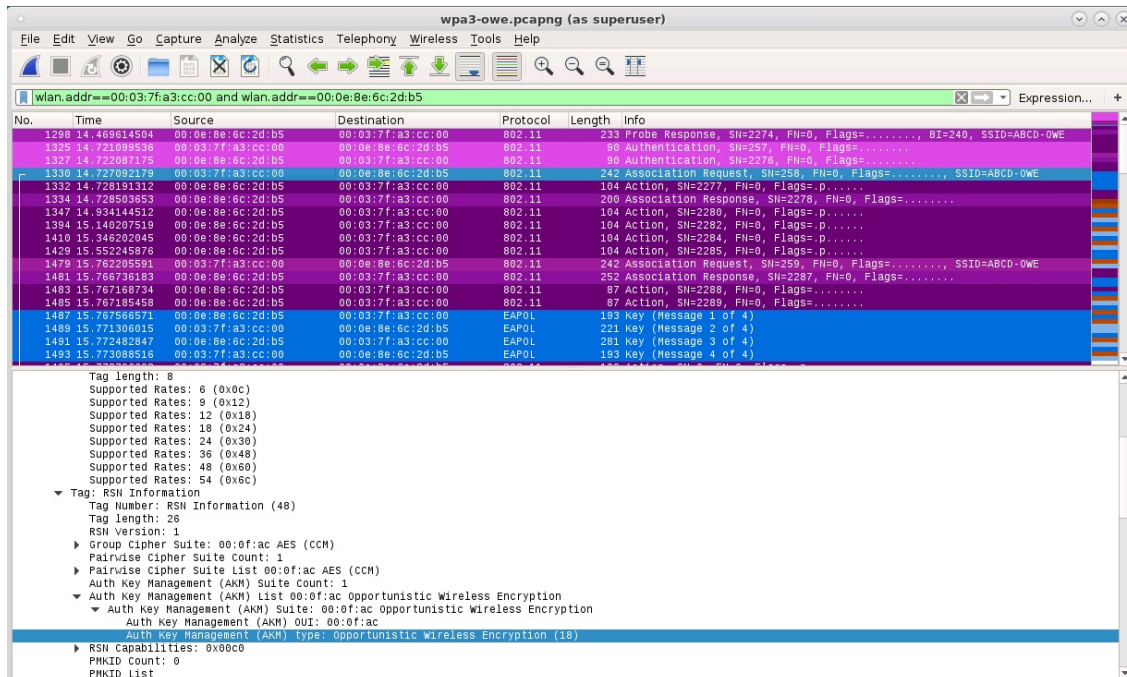 wpa3-owe.pcapng (as superuser)
File Edit View Go Capture Analyze Statistics Telephony Wireless Tools Help
wlan.addr==00:03:7f:a3:cc:00 and wlan.addr==00:0e:8e:6c:2d:b5 Expression... +
No. Time Source Destination Protocol Length Info
1298 14.469614504 00:0e:8e:6c:2d:b5 00:03:7f:a3:cc:00 802.11 233 Probe Response, SN=2274, FN=0, Flags=........, BI=240, SSID=ABCD-OWE
1325 14.721099536 00:03:7f:a3:cc:00 00:0e:8e:6c:2d:b5 802.11 90 Authentication, SN=257, FN=0, Flags=........
1327 14.722087175 00:0e:8e:6c:2d:b5 00:03:7f:a3:cc:00 802.11 90 Authentication, SN=2276, FN=0, Flags=........
1330 14.727092179 00:03:7f:a3:cc:00 00:0e:8e:6c:2d:b5 802.11 242 Association Request, SN=258, FN=0, Flags=........, SSID=ABCD-OWE
1332 14.728191312 00:0e:8e:6c:2d:b5 00:03:7f:a3:cc:00 802.11 104 Action, SN=2277, FN=0, Flags=.p......
1334 14.728503653 00:0e:8e:6c:2d:b5 00:03:7f:a3:cc:00 802.11 200 Association Response, SN=2278, FN=0, Flags=........
1347 14.934144512 00:0e:8e:6c:2d:b5 00:03:7f:a3:cc:00 802.11 104 Action, SN=2280, FN=0, Flags=.p......
1394 15.140207519 00:0e:8e:6c:2d:b5 00:03:7f:a3:cc:00 802.11 104 Action, SN=2282, FN=0, Flags=.p......
1410 15.346202045 00:0e:8e:6c:2d:b5 00:03:7f:a3:cc:00 802.11 104 Action, SN=2284, FN=0, Flags=.p......
1429 15.552245876 00:0e:8e:6c:2d:b5 00:03:7f:a3:cc:00 802.11 104 Action, SN=2285, FN=0, Flags=.p......
1479 15.762205591 00:03:7f:a3:cc:00 00:0e:8e:6c:2d:b5 802.11 242 Association Request, SN=259, FN=0, Flags=........, SSID=ABCD-OWE
1481 15.766736183 00:0e:8e:6c:2d:b5 00:03:7f:a3:cc:00 802.11 252 Association Response, SN=2287, FN=0, Flags=........
1483 15.767168734 00:0e:8e:6c:2d:b5 00:03:7f:a3:cc:00 802.11 87 Action, SN=2288, FN=0, Flags=........
1485 15.767185458 00:0e:8e:6c:2d:b5 00:03:7f:a3:cc:00 802.11 87 Action, SN=2289, FN=0, Flags=........
1487 15.767566571 00:0e:8e:6c:2d:b5 00:03:7f:a3:cc:00 EAPOL 193 Key (Message 1 of 4)
1489 15.771306015 00:03:7f:a3:cc:00 00:0e:8e:6c:2d:b5 EAPOL 221 Key (Message 2 of 4)
1491 15.772482847 00:0e:8e:6c:2d:b5 00:03:7f:a3:cc:00 EAPOL 281 Key (Message 3 of 4)
1493 15.773088516 00:03:7f:a3:cc:00 00:0e:8e:6c:2d:b5 EAPOL 193 Key (Message 4 of 4)
Tag length: 8
Supported Rates: 6 (0x0c)
Supported Rates: 9 (0x12)
Supported Rates: 12 (0x18)
Supported Rates: 18 (0x24)
Supported Rates: 24 (0x30)
Supported Rates: 36 (0x48)
Supported Rates: 48 (0x60)
Supported Rates: 54 (0x6c)
Tag: RSN Information
Tag Number: RSN Information (48)
Tag length: 26
RSN Version: 1
Group Cipher Suite: 00:0f:ac AES (CCM)
Pairwise Cipher Suite Count: 1
Pairwise Cipher Suite List 00:0f:ac AES (CCM)
Auth Key Management (AKM) Suite Count: 1
Auth Key Management (AKM) List 00:0f:ac Opportunistic Wireless Encryption
Auth Key Management (AKM) Suite: 00:0f:ac Opportunistic Wireless Encryption
Auth Key Management (AKM) OUI: 00:0f:ac
Auth Key Management (AKM) type: Opportunistic Wireless Encryption (18)
RSN Capabilities: 0x00c0
PMKID Count: 0
PMKID List